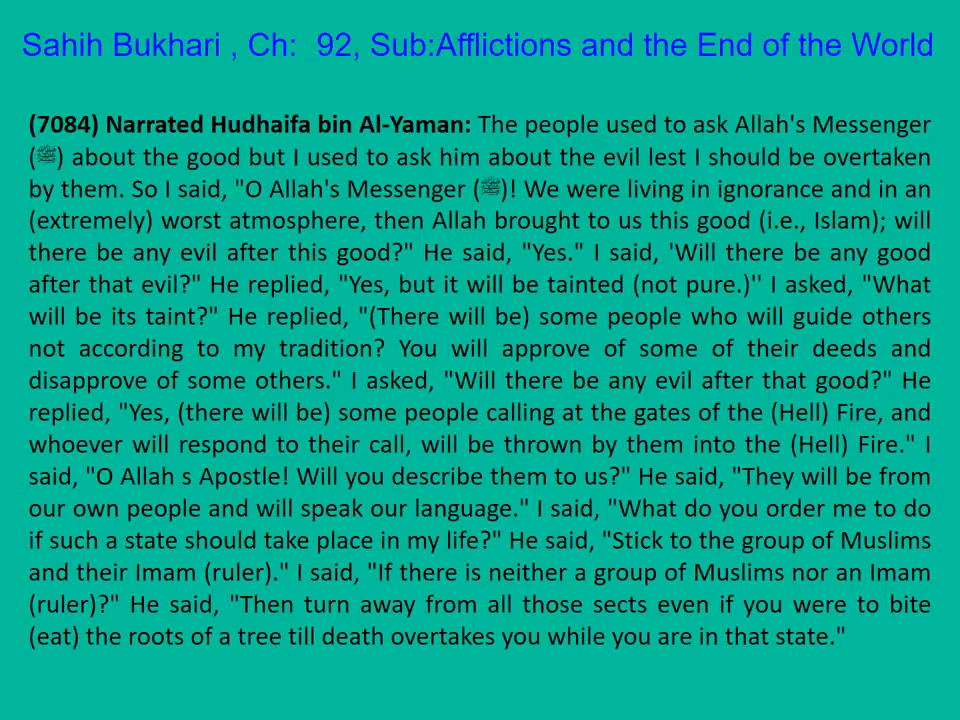 Sahih Bukhari , Ch:  92, Sub:Afflictions and the End of the World
(7084) Narrated Hudhaifa bin Al-Yaman: The people used to ask Allah's Messenger
(ﷺ) about the good but I used to ask him about the evil lest I should be overtaken
by them. So I said, "O Allah's Messenger (ﷺ)! We were living in ignorance and in an
(extremely) worst atmosphere, then Allah brought to us this good (i.e., Islam); will
there be any evil after this good?" He said, "Yes." I said, 'Will there be any good
after that evil?" He replied, "Yes, but it will be tainted (not pure.)'' I asked, "What
will be its taint?" He replied, "(There will be) some people who will guide others
not according to my tradition? You will approve of some of their deeds and
disapprove of some others." I asked, "Will there be any evil after that good?" He
replied, "Yes, (there will be) some people calling at the gates of the (Hell) Fire, and
whoever will respond to their call, will be thrown by them into the (Hell) Fire." I
said, "O Allah s Apostle! Will you describe them to us?" He said, "They will be from
our own people and will speak our language." I said, "What do you order me to do
if such a state should take place in my life?" He said, "Stick to the group of Muslims
and their Imam (ruler)." I said, "If there is neither a group of Muslims nor an Imam
(ruler)?" He said, "Then turn away from all those sects even if you were to bite
(eat) the roots of a tree till death overtakes you while you are in that state."